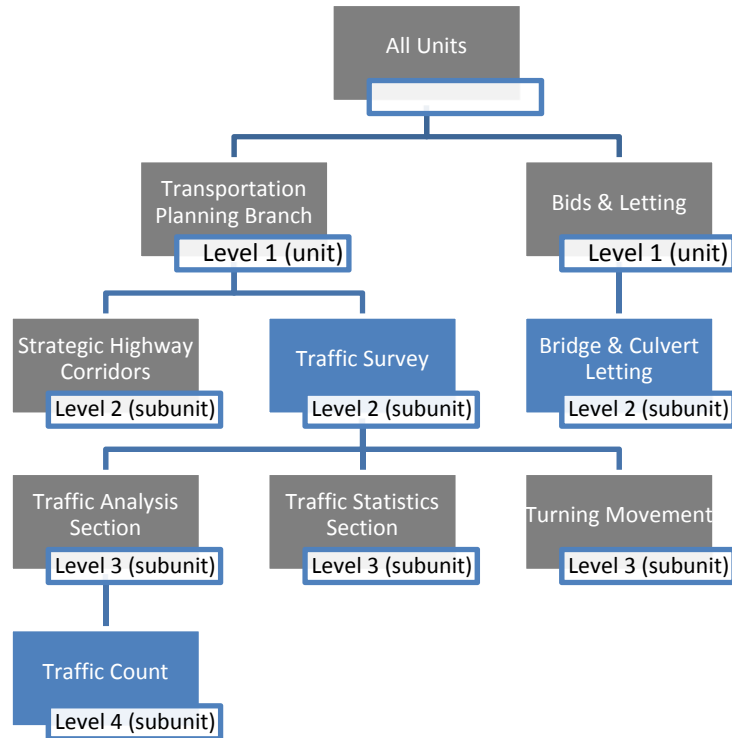 All Units
Transportation
Planning Branch
Level 1 (unit)
Bids & Letting
Level 1 (unit)
Strategic Highway
Corridors
Level 2 (subunit)
Traffic Survey
Level 2 (subunit)
Bridge & Culvert
Letting
Level 2 (subunit)
Traffic Analysis
Section
Level 3 (subunit)
Traffic Statistics
Section
Level 3 (subunit)
Turning Movement
Level 3 (subunit)
Traffic Count
Level 4 (subunit)